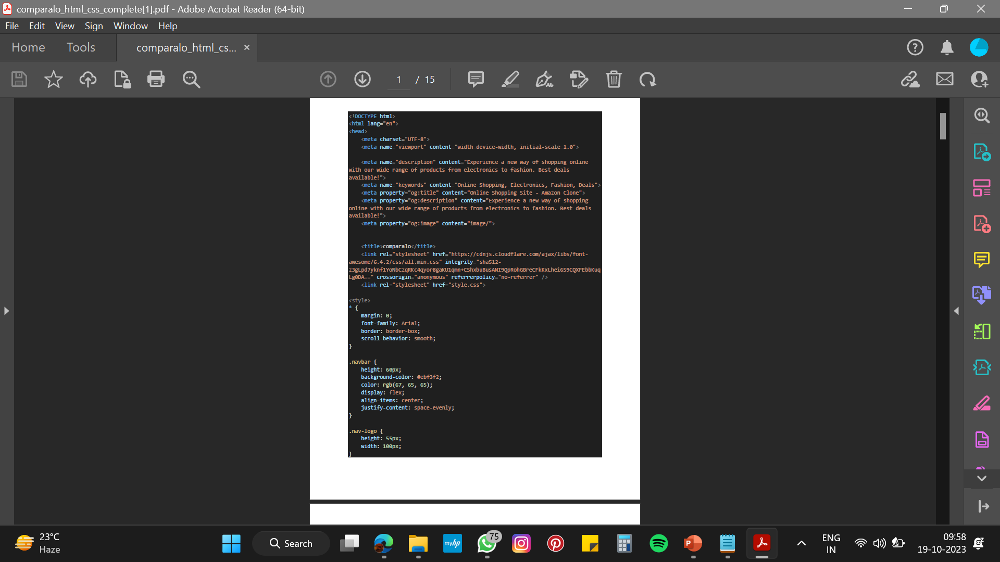 comparalo_html_css_complete[1].pdf - Adobe Acrobat Reader (64-bit)
File Edit View Sign Window Help
Home Tools comparalo_html_cs... ×
1 / 15
<!DOCTYPE html>
<html lang="en">
<head>
    <meta charset="UTF-8">
    <meta name="viewport" content="width=device-width, initial-scale=1.0">
    <meta name="description" content="Experience a new way of shopping online
with our wide range of products from electronics to fashion. Best deals
available!">
    <meta name="keywords" content="Online Shopping, Electronics, Fashion, Deals">
    <meta property="og:title" content="Online Shopping Site - Amazon Clone">
    <meta property="og:description" content="Experience a new way of shopping
online with our wide range of products from electronics to fashion. Best deals
available!">
    <meta property="og:image" content="image/">
    <title>comparalo</title>
    <link rel="stylesheet" href="https://cdnjs.cloudflare.com/ajax/libs/font-
awesome/6.4.2/css/all.min.css" integrity="sha512-
z3gLpd7yknf1YoNbCzqRKc4qyor8gaKU1qmn+CShxbuBusANI9QpRohGBreCFkKxLhei6S9CQXFEbbKuq
Lg0DA==" crossorigin="anonymous" referrerpolicy="no-referrer" />
    <link rel="stylesheet" href="style.css">
<style>
* {
    margin: 0;
    font-family: Arial;
    border: border-box;
    scroll-behavior: smooth;
}
.navbar {
    height: 60px;
    background-color: #ebf3f2;
    color: rgb(67, 65, 65);
    display: flex;
    align-items: center;
    justify-content: space-evenly;
}
.nav-logo {
    height: 55px;
    width: 100px;
}
23°C
Haze
Search
myhp
75
P
ENG
IN
09:58
19-10-2023